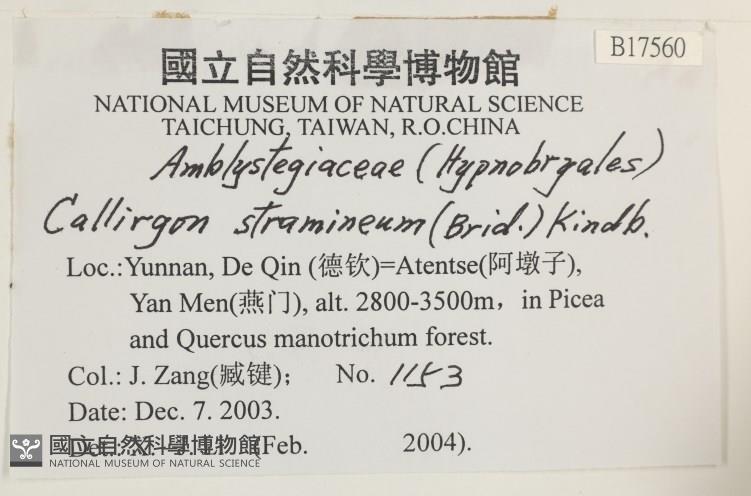 B17560
國立自然科學博物館
NATIONAL MUSEUM OF NATURAL SCIENCE
TAICHUNG, TAIWAN, R.O.CHINA
Amblystegiaceae (Hypnobryales)
Callirgon stramineum (Brid.) Kindb.
Loc.:Yunnan, De Qin (德钦)=Atentse(阿墩子),
Yan Men(燕门), alt. 2800-3500m，in Picea
and Quercus manotrichum forest.
Col.: J. Zang(臧键)； No. 1153
Date: Dec. 7. 2003.
(Feb. 2004).
國立自然科學博物館
NATIONAL MUSEUM OF NATURAL SCIENCE